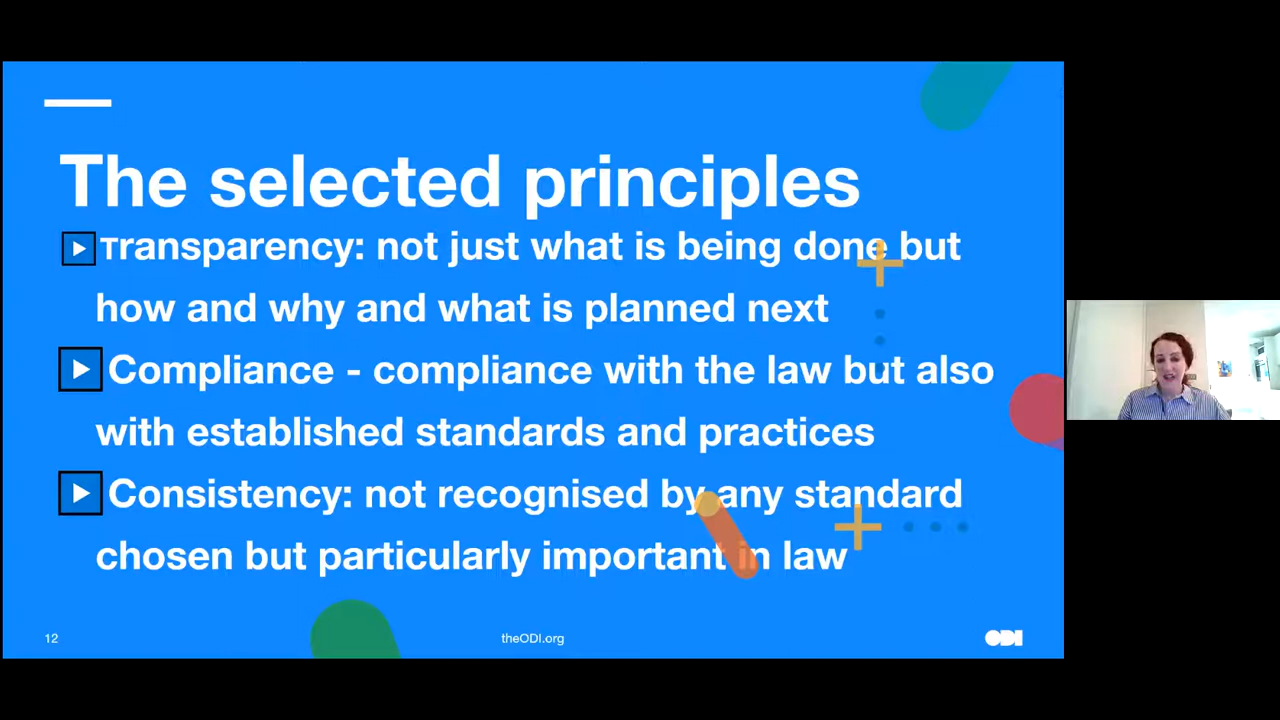 The selected principles
Transparency: not just what is being done but
how and why and what is planned next
Compliance - compliance with the law but also
with established standards and practices
Consistency: not recognised by any standard
chosen but particularly important in law
12
theODI.org
ODI